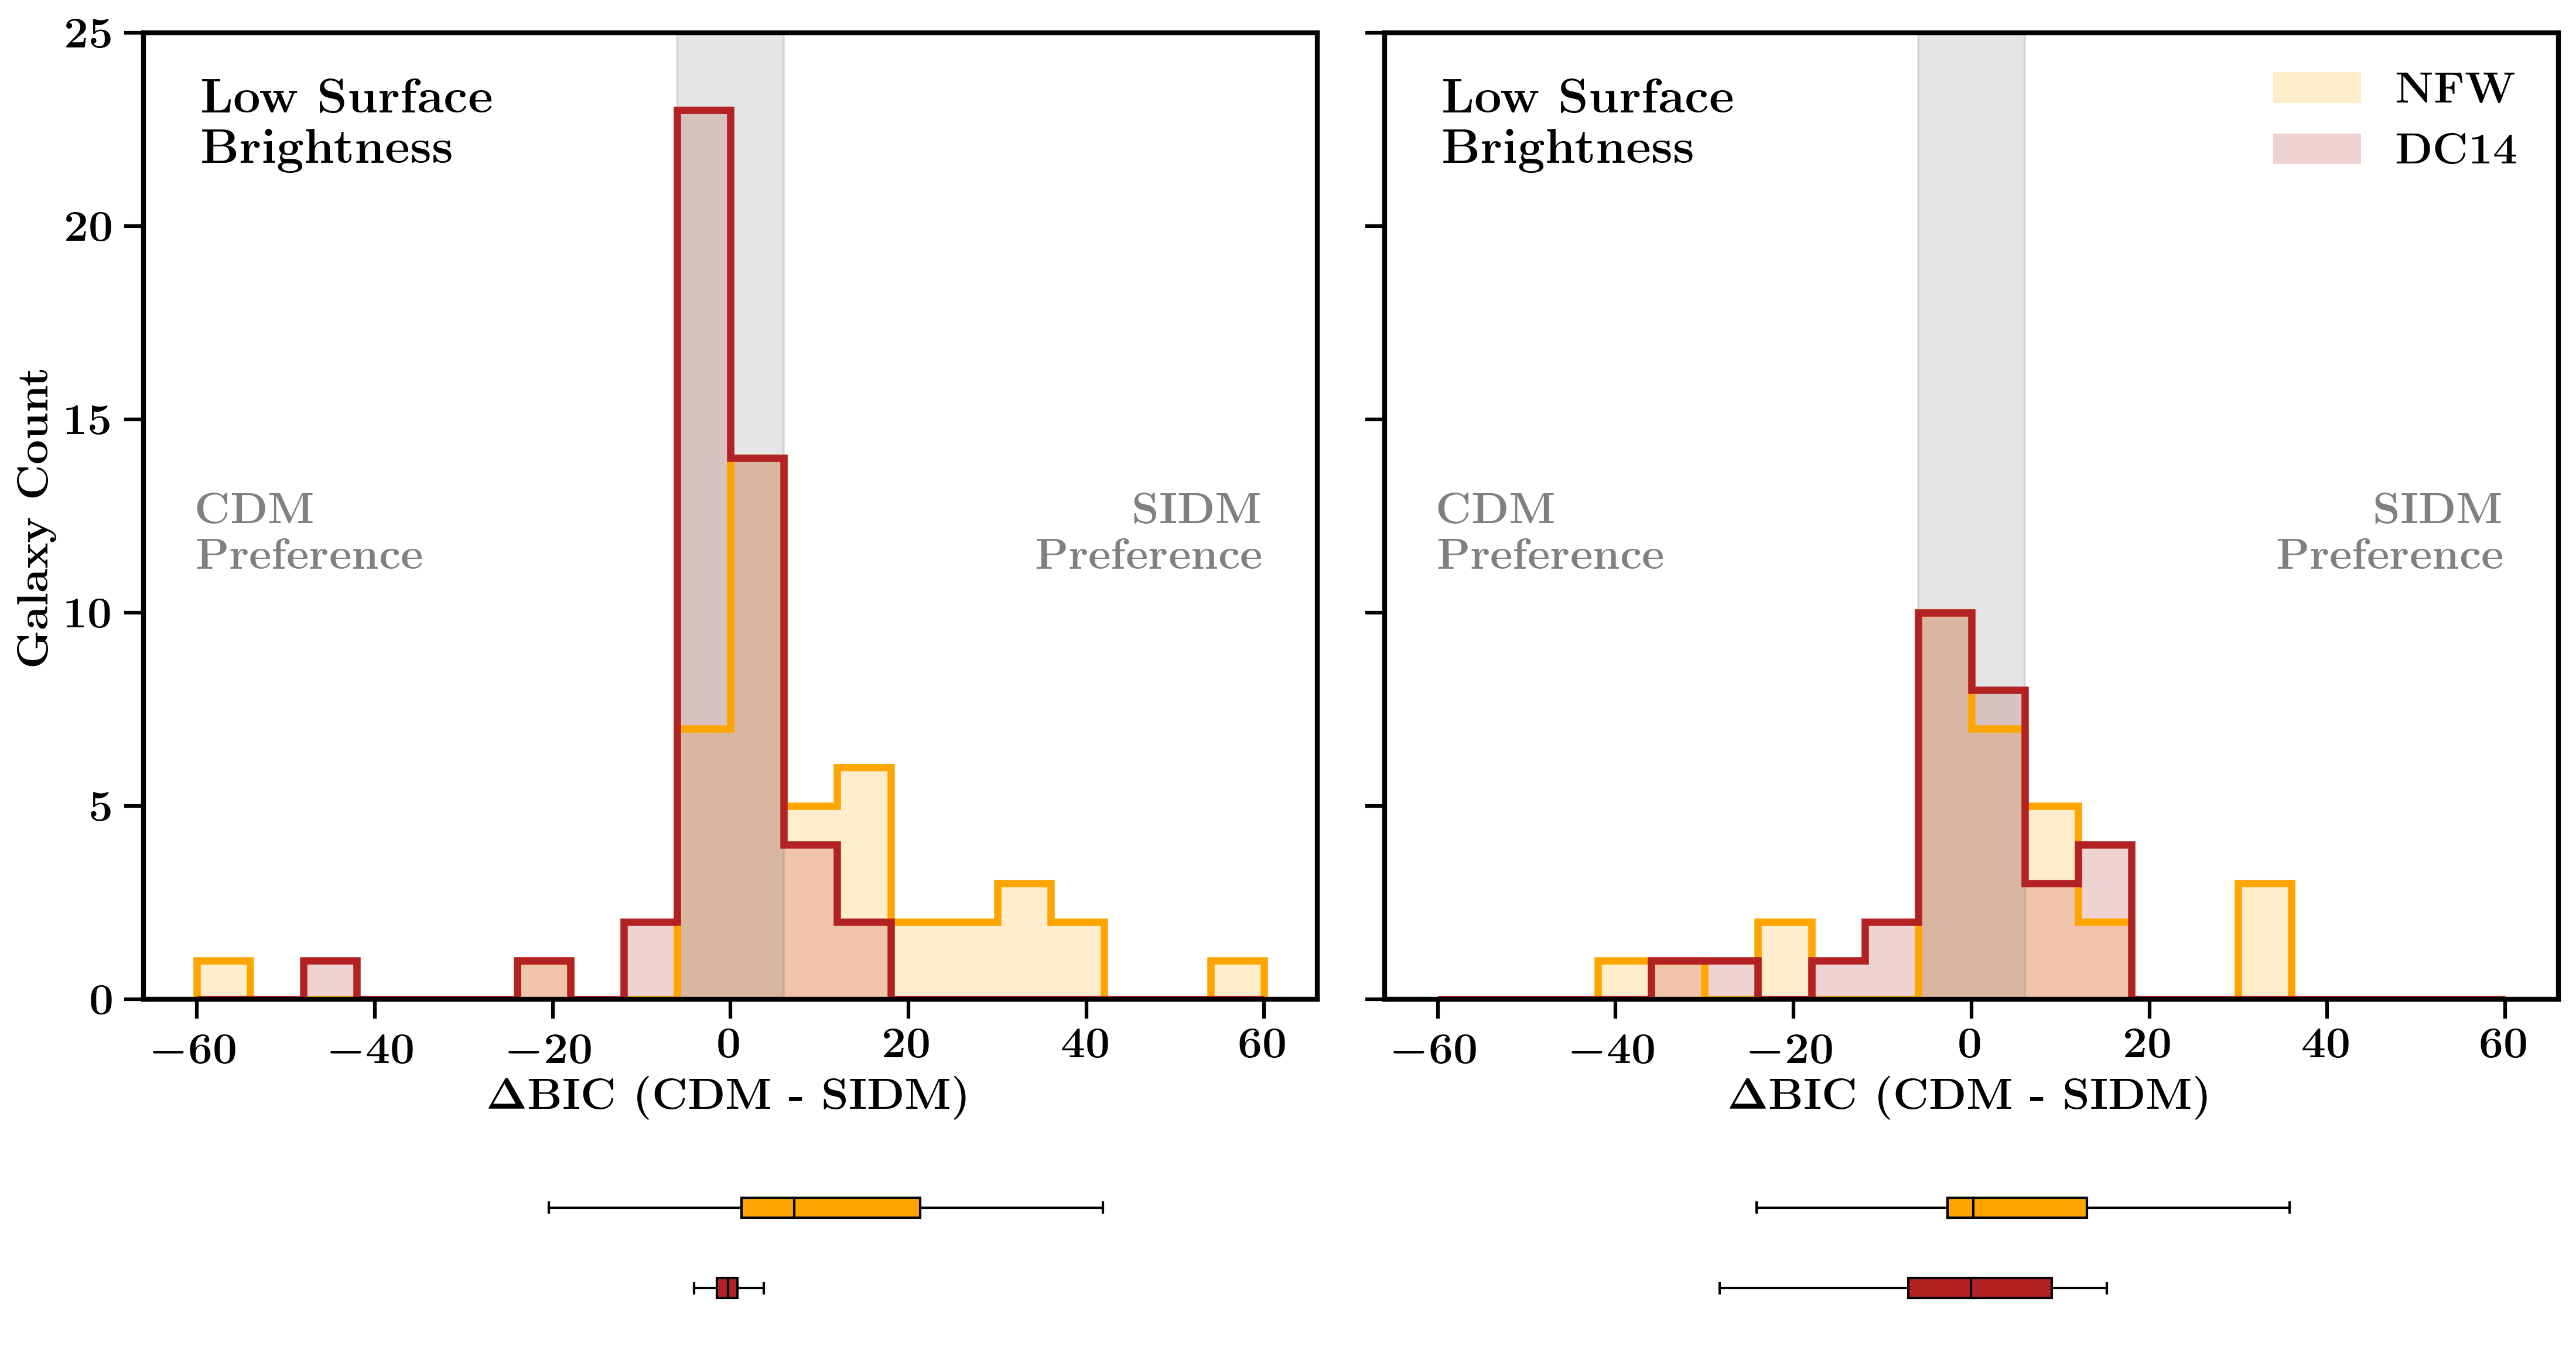 Low Surface
Brightness
CDM
Preference
SIDM
Preference
Galaxy Count
25
20
15
10
5
0
−60
−40
−20
0
20
40
60
ΔBIC (CDM - SIDM)
Low Surface
Brightness
NFW
DC14
CDM
Preference
SIDM
Preference
−60
−40
−20
0
20
40
60
ΔBIC (CDM - SIDM)